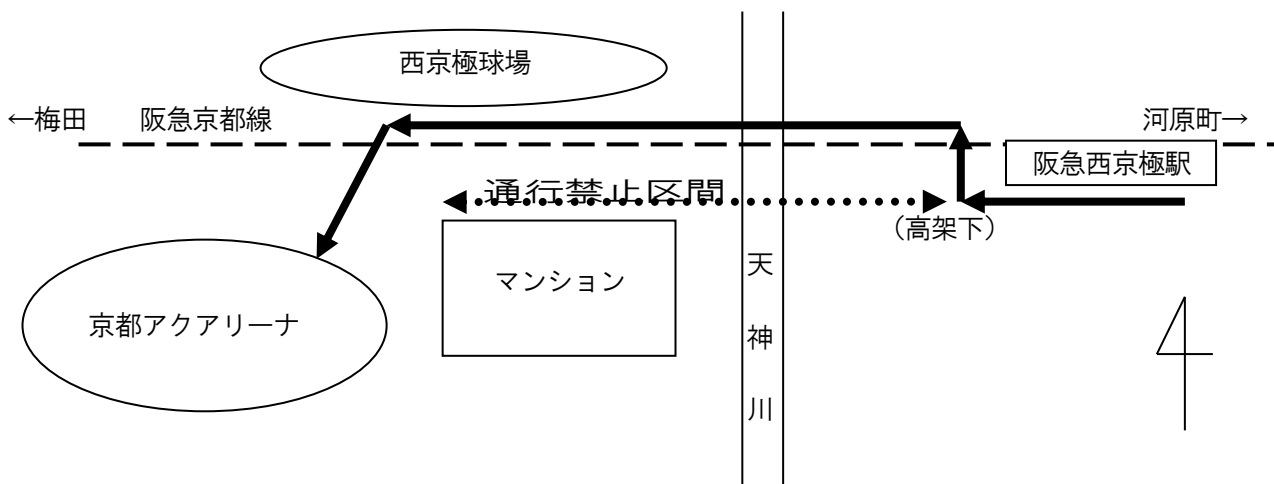 西京極球場
←梅田
阪急京都線
河原町→
阪急西京極駅
通行禁止区間
(高架下)
マンション
天神川
京都アクアリーナ